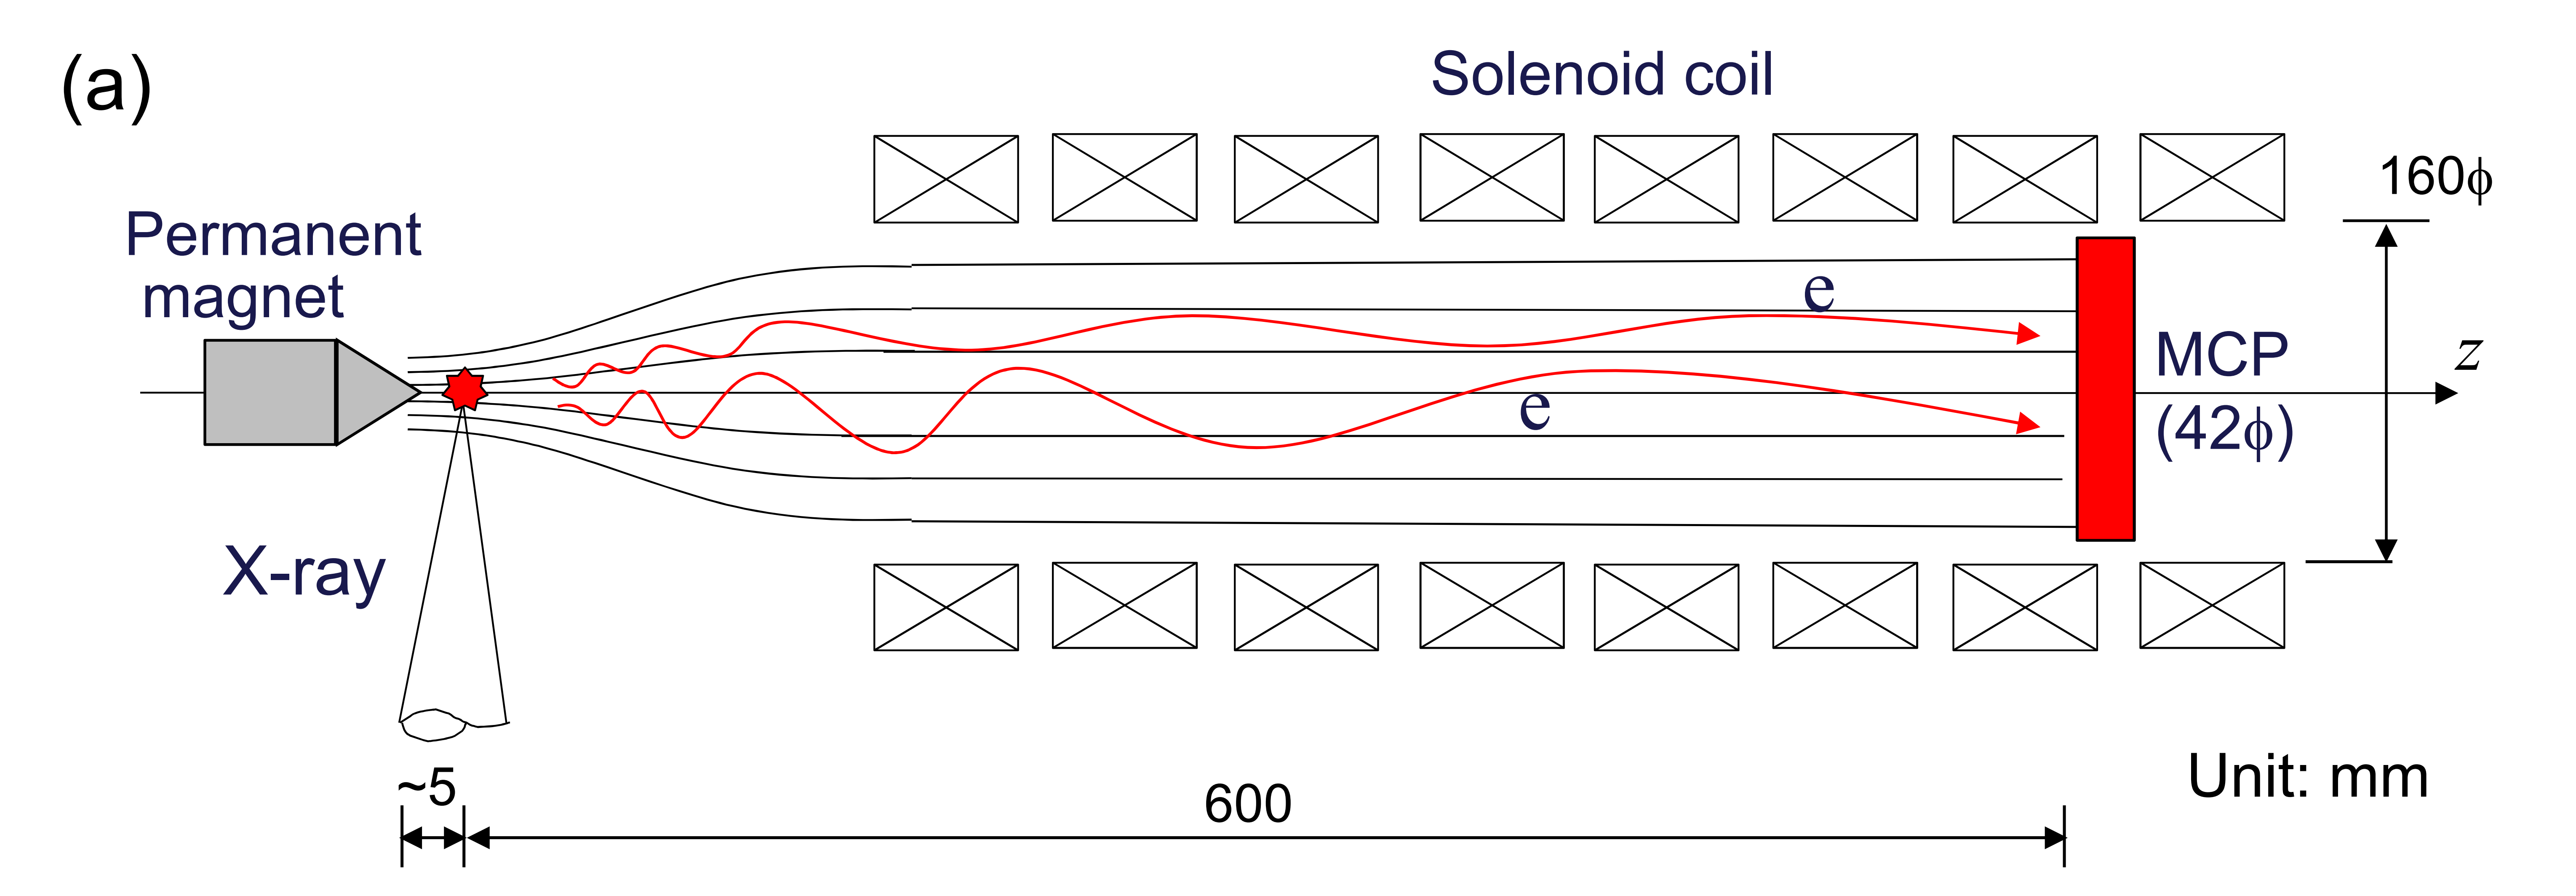 (a)
Solenoid coil
160ϕ
Permanent
magnet
e
z
MCP
(42ϕ)
e
X-ray
~5
600
Unit: mm